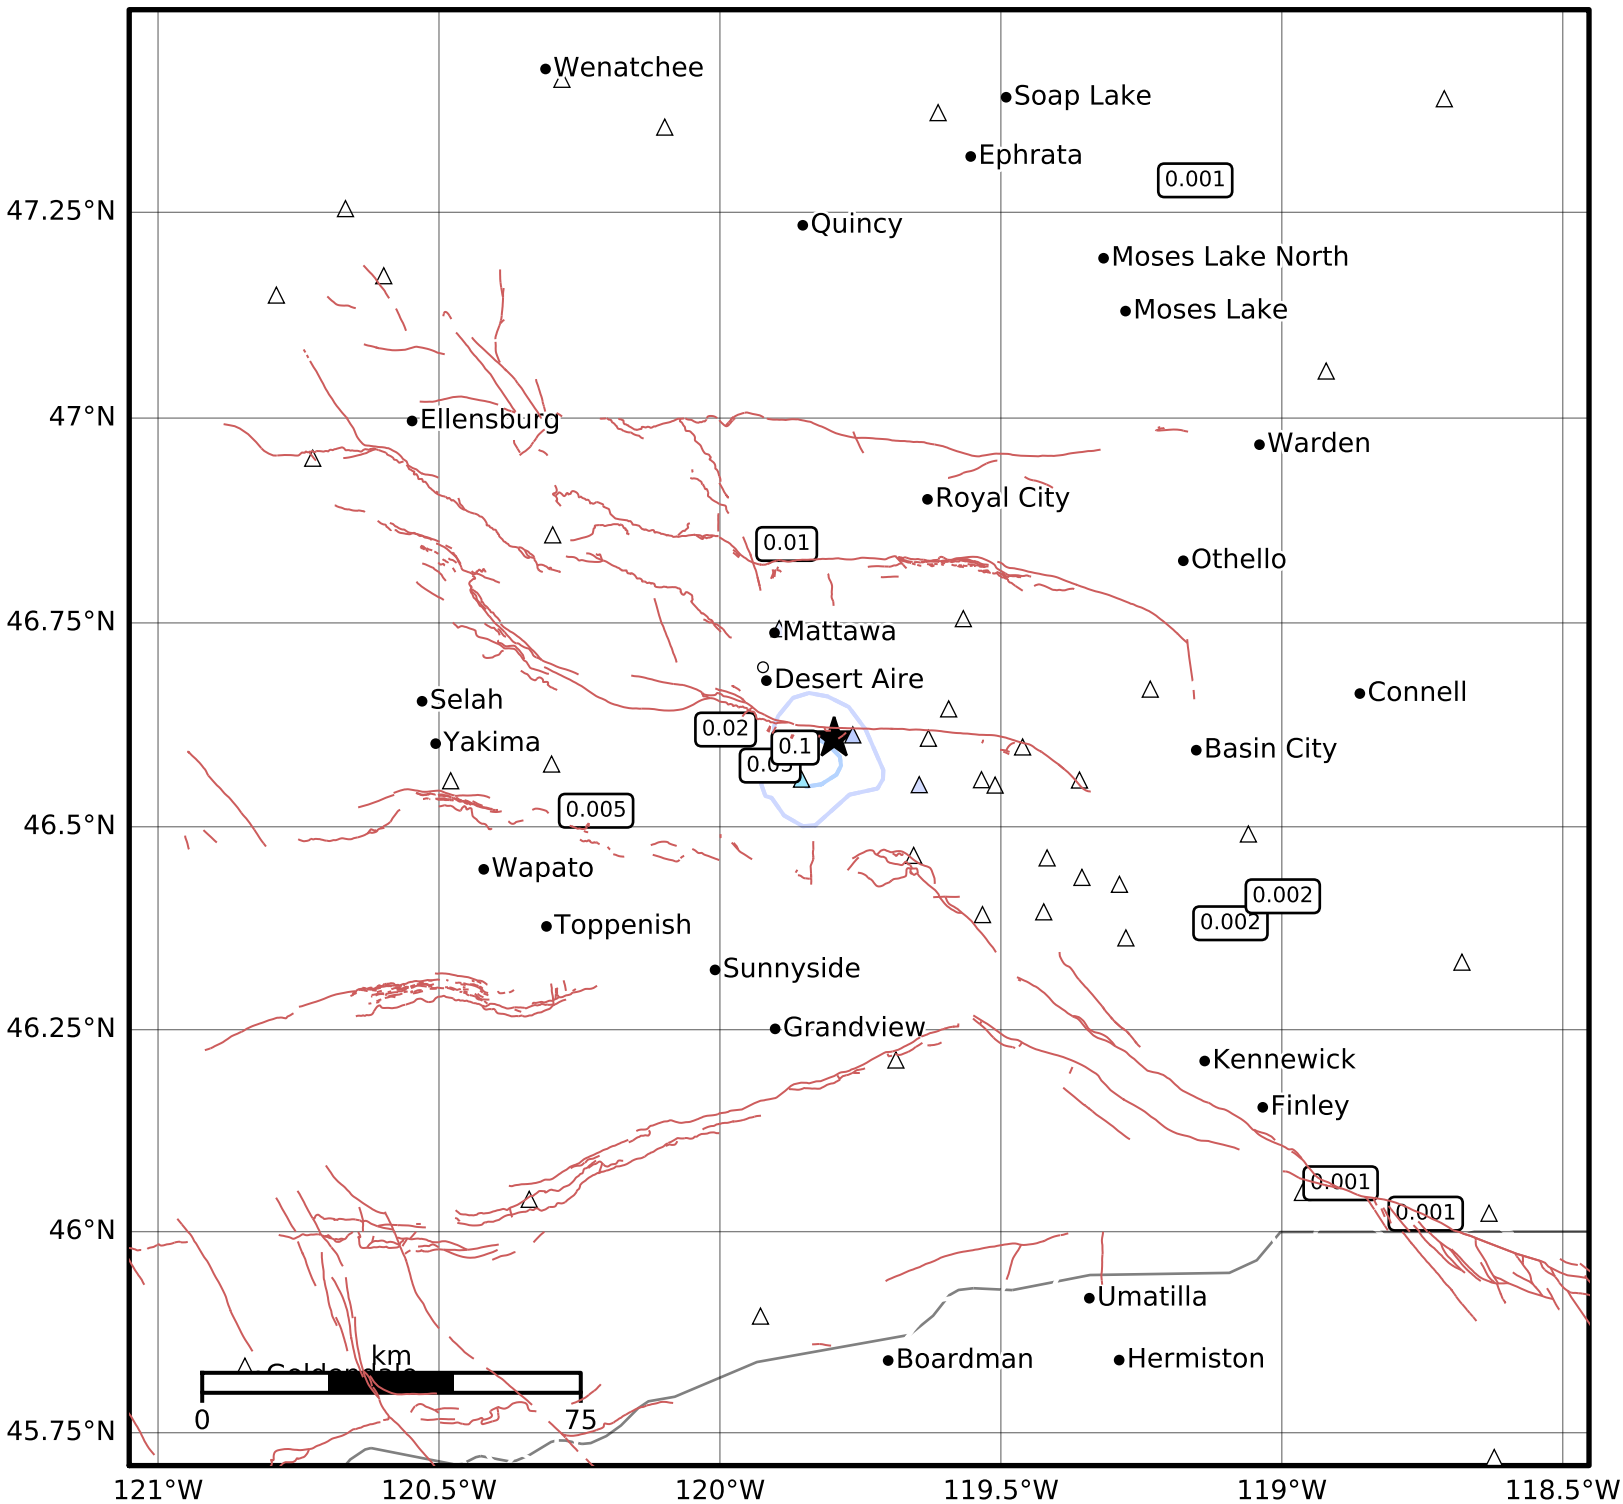 Wenatchee
Soap Lake
Ephrata
0.001
47.25°N
Quincy
Moses Lake North
Moses Lake
47°N
Ellensburg
Warden
Royal City
0.01
Othello
46.75°N
Mattawa
Desert Aire
Selah
Connell
0.02
Yakima
0.1
Basin City
0.005
46.5°N
Wapato
0.002
0.002
Toppenish
Sunnyside
46.25°N
Grandview
Kennewick
Finley
0.001
0.001
46°N
Umatilla
km
Boardman
Hermiston
Goldendale
0
75
45.75°N
121°W
120.5°W
120°W
119.5°W
119°W
118.5°W